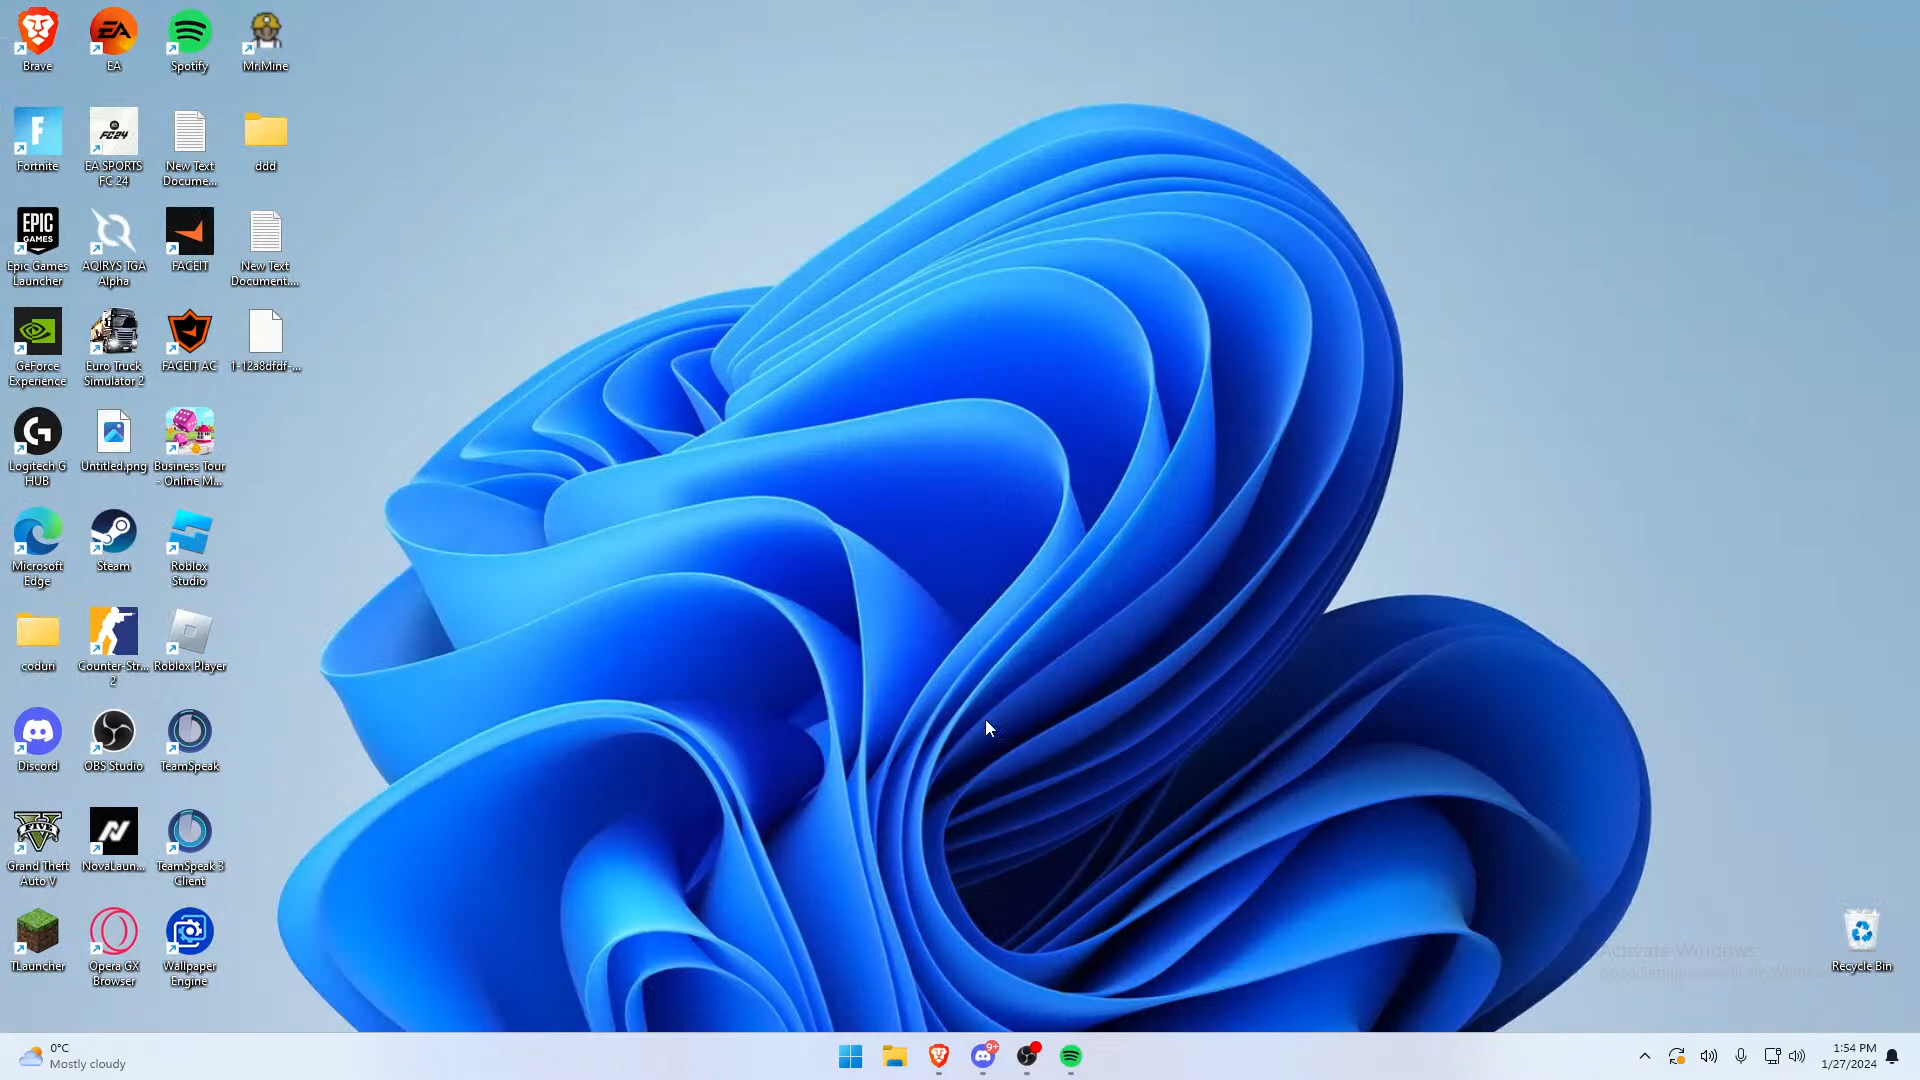 Brave
EA
Spotify
Mr.Mine
Fortnite
EA SPORTS
FC 24
New Text
Docume...
ddd
EPIC
GAMES
Epic Games
Launcher
AQIRYS TGA
Alpha
FACEIT
New Text
Document....
GeForce
Experience
Euro Truck
Simulator 2
FACEIT AC
1-12a8dfdf-...
Logitech G
HUB
Untitled.png
Business Tour
- Online M...
Microsoft
Edge
Steam
Roblox
Studio
coduri
Counter-Str...
2
Roblox Player
Discord
OBS Studio
TeamSpeak
Grand Theft
Auto V
NovaLaun...
TeamSpeak 3
Client
TLauncher
Opera GX
Browser
Wallpaper
Engine
Activate Windows
Recycle Bin
0°C
Mostly cloudy
9+
1:54 PM
1/27/2024